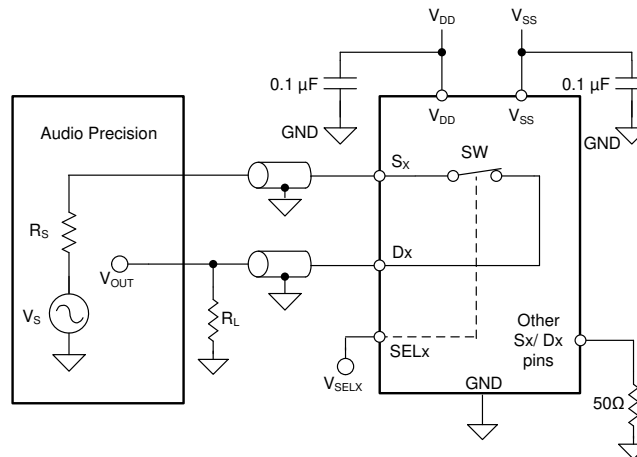 V_DD
V_SS
0.1 µF
0.1 µF
V_DD
V_SS
GND
GND
Audio Precision
S_X
SW
R_S
V_OUT
Dx
V_S
R_L
SELx
Other
Sx/ Dx
pins
V_SELX
GND
50Ω